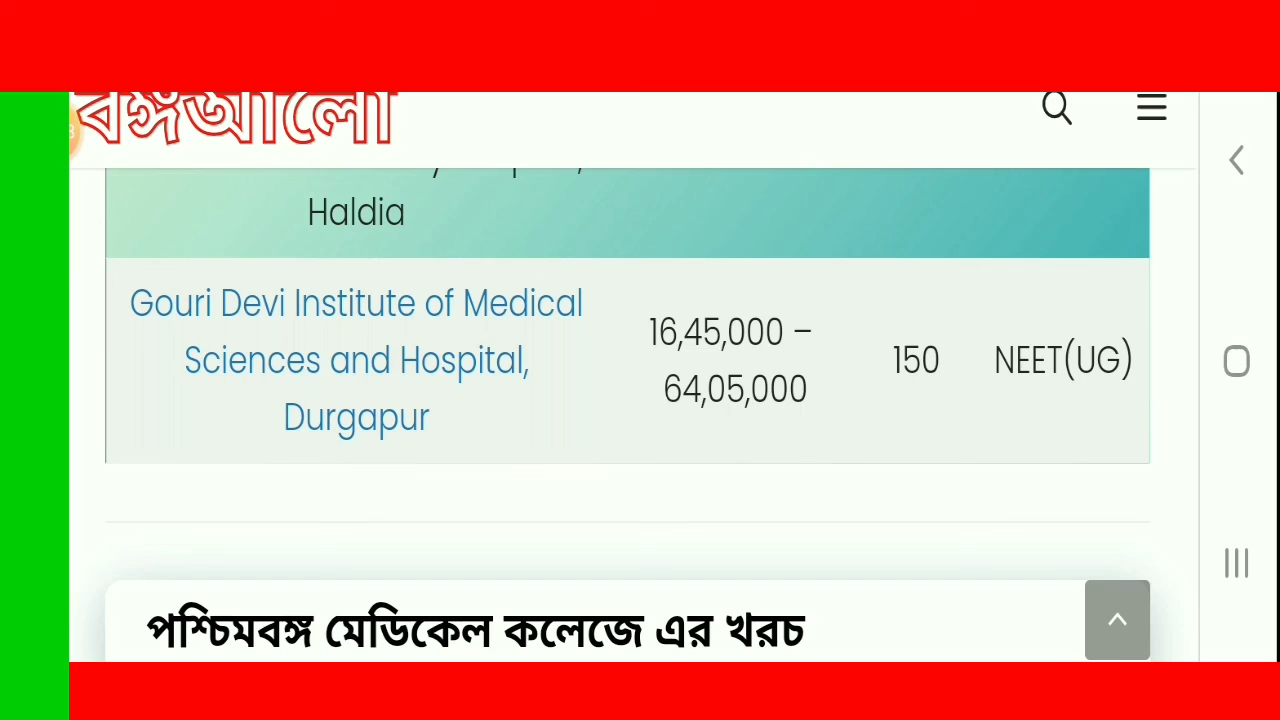 বঙ্গআলো
Haldia
Gouri Devi Institute of Medical
Sciences and Hospital,
Durgapur
16,45,000 –
64,05,000
150
NEET(UG)
পশ্চিমবঙ্গ মেডিকেল কলেজে এর খরচ